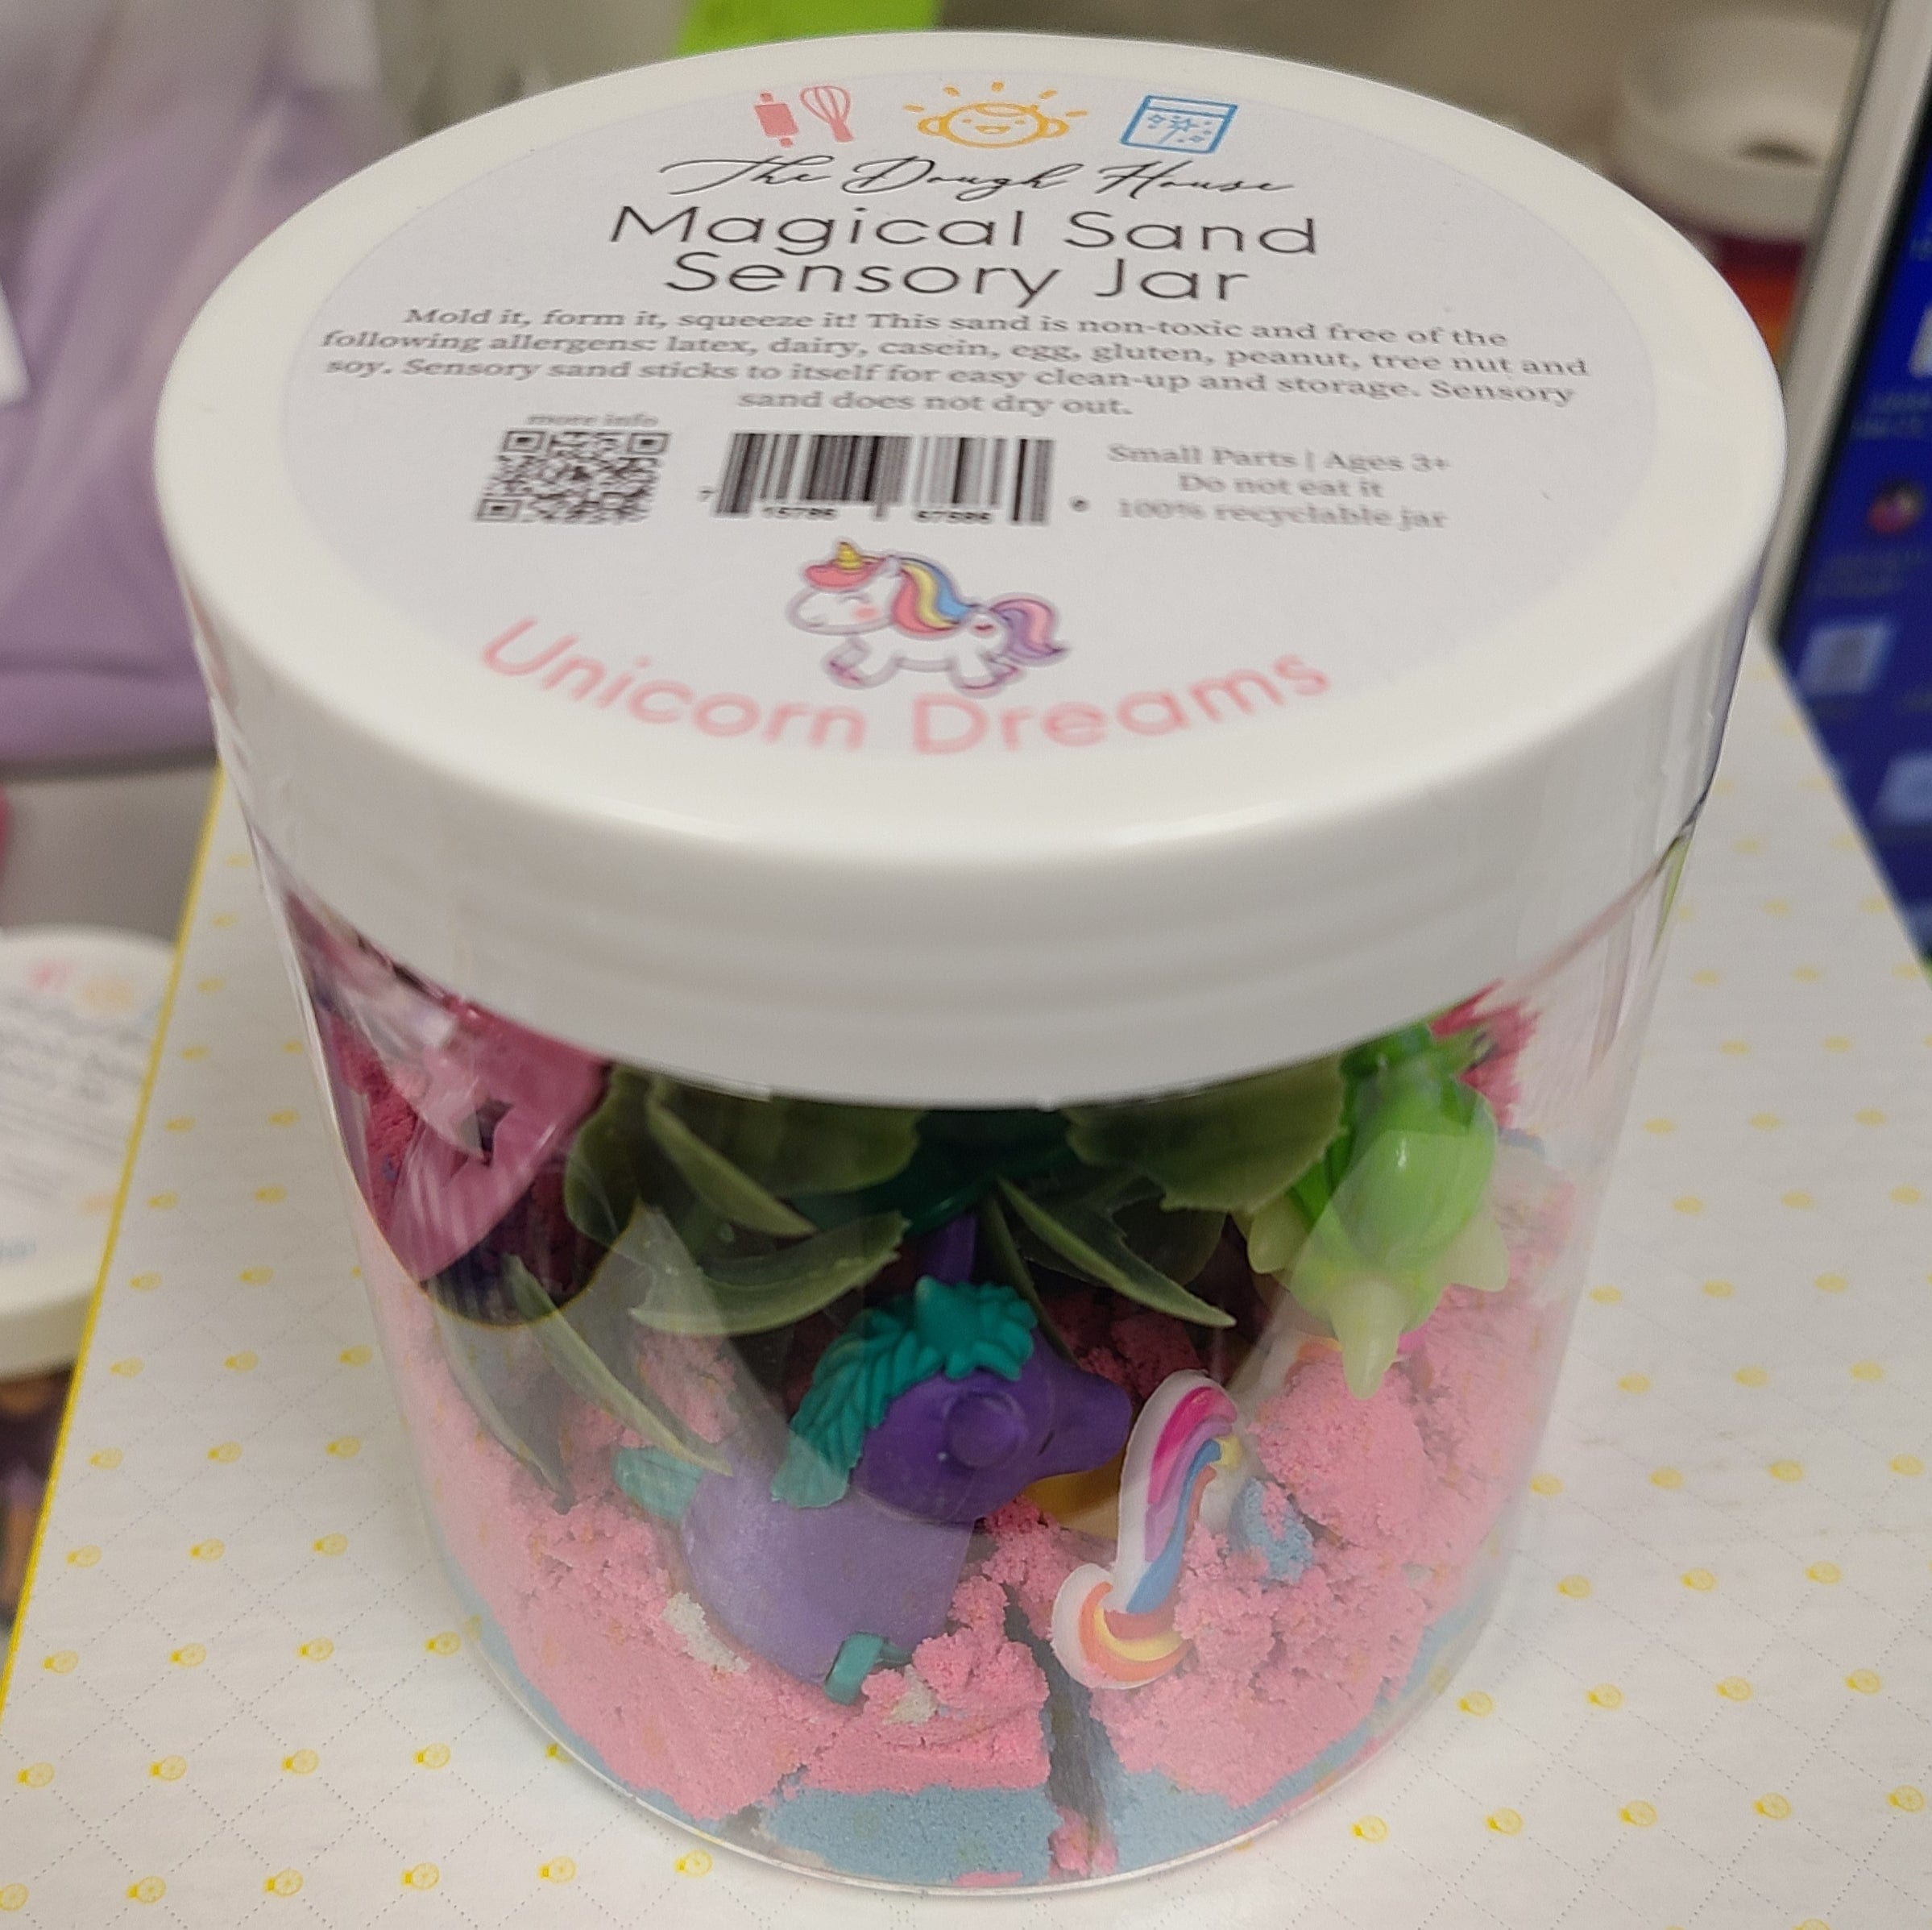 The Dough House
Magical Sand
Sensory Jar
Mold it, form it, squeeze it! This sand is non-toxic and free of the
following allergens: latex, dairy, casein, egg, gluten, peanut, tree nut and
soy. Sensory sand sticks to itself for easy clean-up and storage. Sensory
sand does not dry out.
more info
Small Parts | Ages 3+
Do not eat it
100% recyclable jar
7 15786 67586
Unicorn Dreams